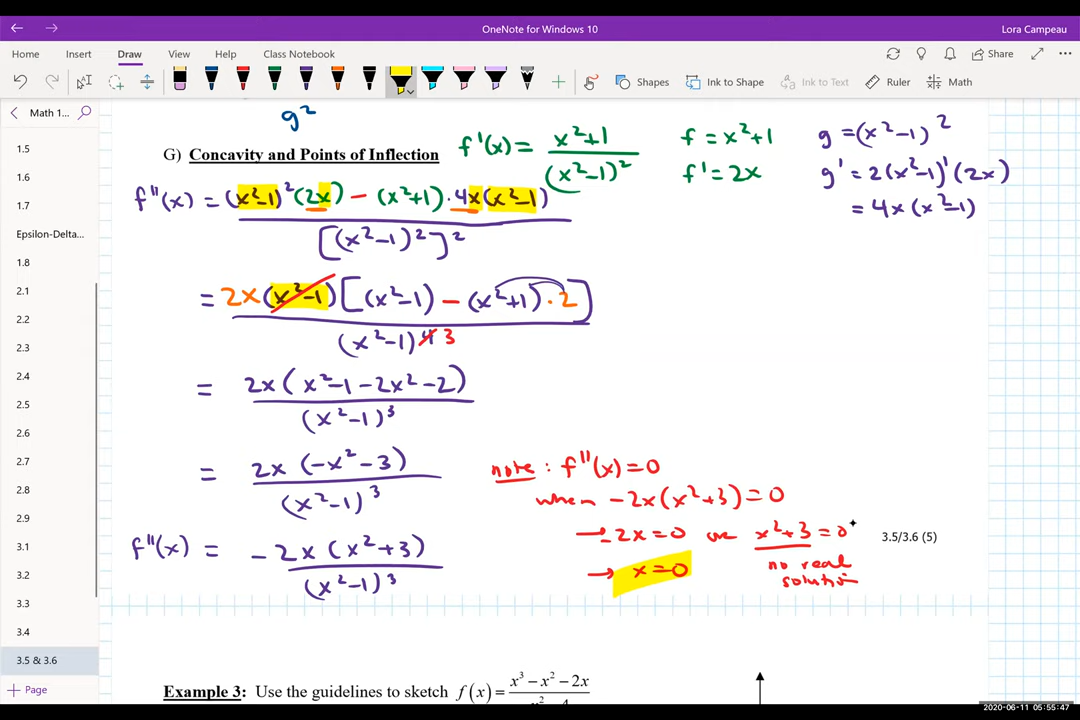 OneNote for Windows 10
Lora Campeau
Home Insert Draw View Help Class Notebook
Share
Shapes Ink to Shape Ink to Text Ruler Math
Math 1...
1.5
1.6
1.7
Epsilon-Delta...
1.8
2.1
2.2
2.3
2.4
2.5
2.6
2.7
2.8
2.9
3.1
3.2
3.3
3.4
3.5 & 3.6
+ Page
g²
G) Concavity and Points of Inflection
f'(x) = (x²+1)/(x²-1)²
f = x²+1
f' = 2x
g = (x²-1)²
g' = 2(x²-1)'(2x)
= 4x(x²-1)
f''(x) = (x²-1)²(2x) - (x²+1)·4x(x²-1)
[(x²-1)²]²
= 2x(x²-1)[(x²-1) - (x²+1)·2]
(x²-1)4 3
= 2x(x²-1-2x²-2)
(x²-1)³
= 2x(-x²-3)
(x²-1)³
f''(x) = -2x(x²+3)
(x²-1)³
note: f''(x)=0
when -2x(x²+3)=0
→ -2x=0 or x²+3=0
no real
solution
→ x=0
3.5/3.6 (5)
Example 3: Use the guidelines to sketch f(x) = (x³-x²-2x)/(x²-4)
2020-06-11 05:55:47